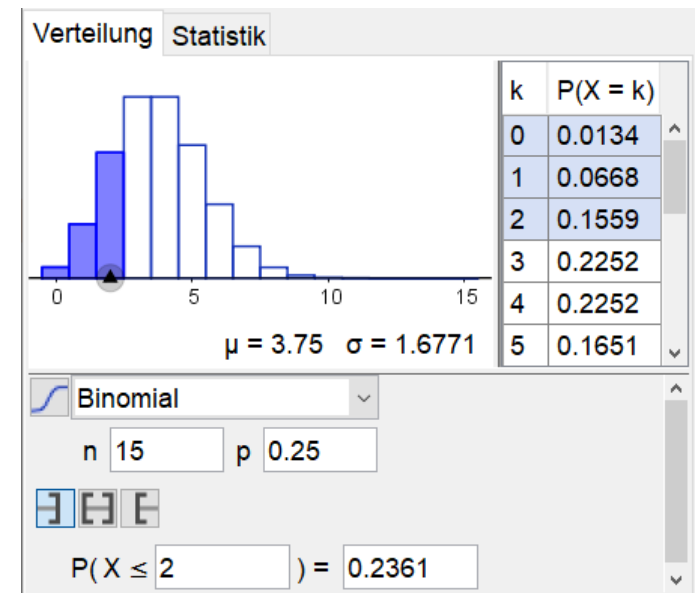 Verteilung Statistik
k P(X = k)
0 0.0134
1 0.0668
2 0.1559
3 0.2252
4 0.2252
5 0.1651
0 5 10 15
μ = 3.75 σ = 1.6771
Binomial
n 15 p 0.25
P( X ≤ 2 ) = 0.2361